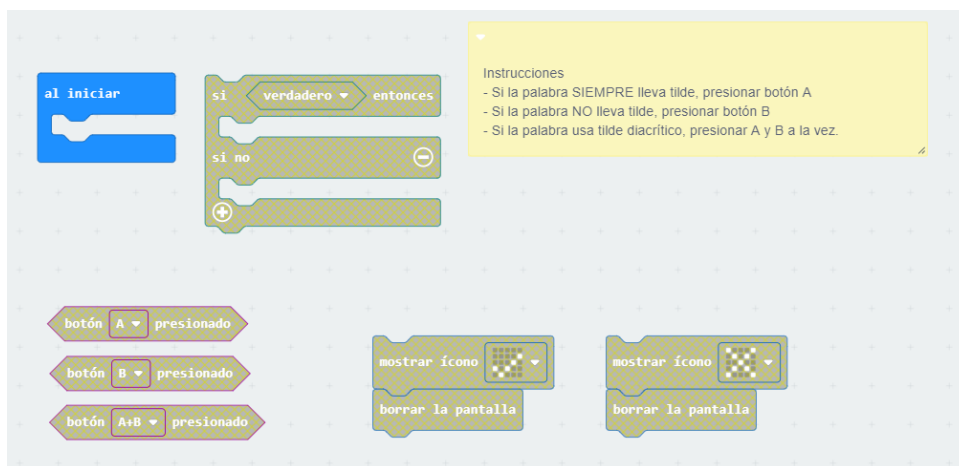 Instrucciones
- Si la palabra SIEMPRE lleva tilde, presionar botón A
- Si la palabra NO lleva tilde, presionar botón B
- Si la palabra usa tilde diacrítico, presionar A y B a la vez.
al iniciar
si verdadero entonces
si no
botón A presionado
botón B presionado
botón A+B presionado
mostrar ícono
borrar la pantalla
mostrar ícono
borrar la pantalla